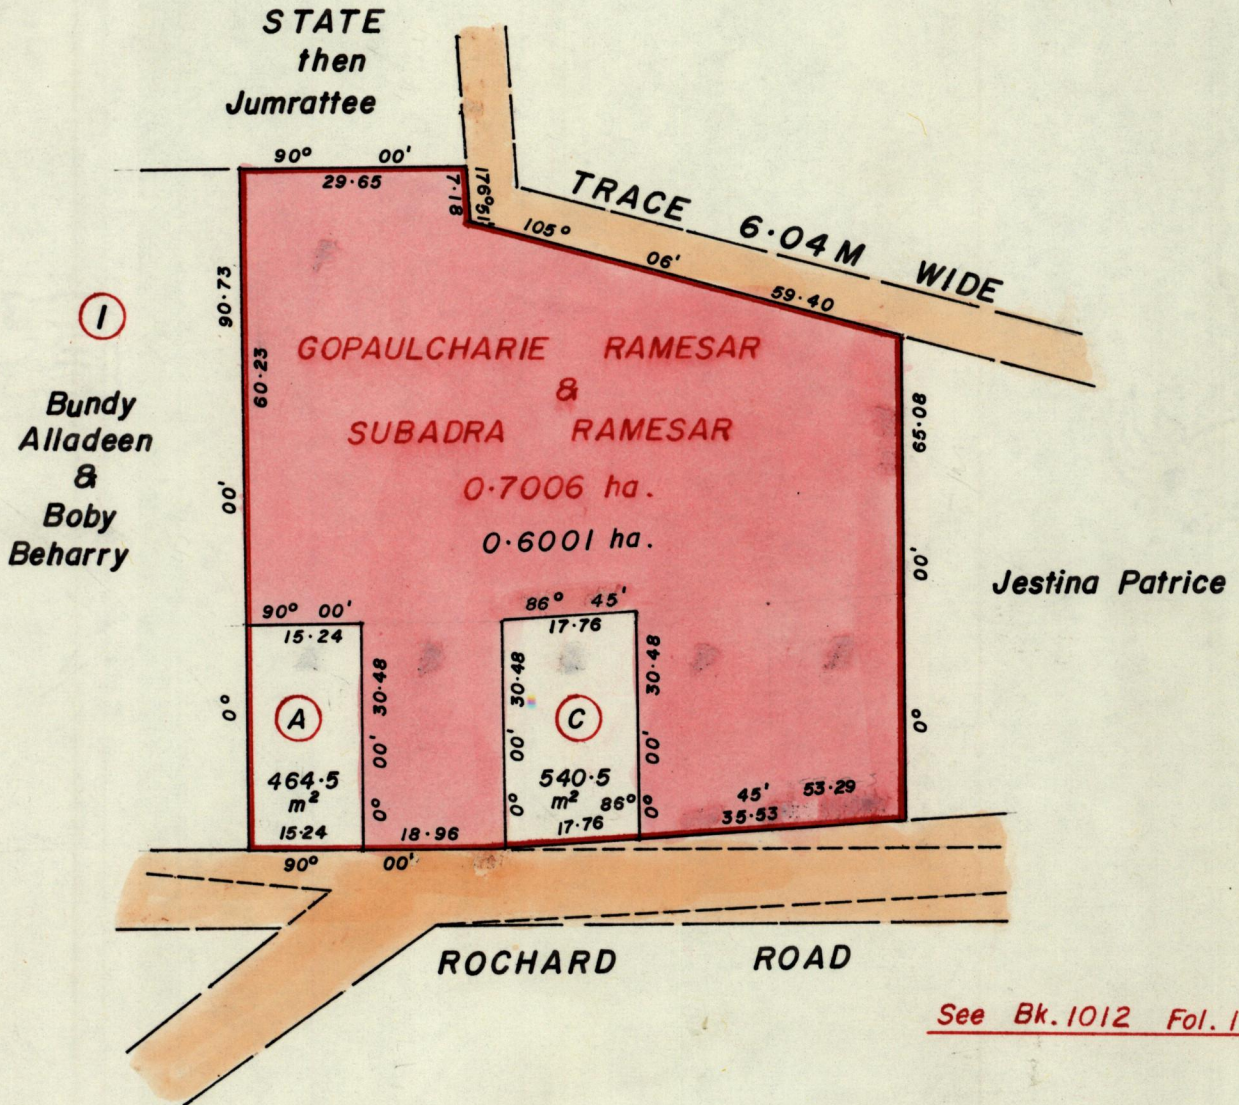 STATE
then
Jumrattee
90° 00'
29·65
7·18
176°51'
TRACE 6·04M WIDE
105° 06' 59·40
90·73
60·23
00'
0°
1
Bundy
Alladeen
&
Boby
Beharry
GOPAULCHARIE RAMESAR
&
SUBADRA RAMESAR
0·7006 ha.
0·6001 ha.
65·08
00'
0°
Jestina Patrice
90° 00'
15·24
A
464·5
m²
15·24
30·48
00'
0°
18·96
90° 00'
86° 45'
17·76
30·48
00'
0°
C
540·5
m²
17·76
30·48
00'
0°
86° 45' 53·29
35·53
ROCHARD ROAD
See Bk. 1012 Fol.